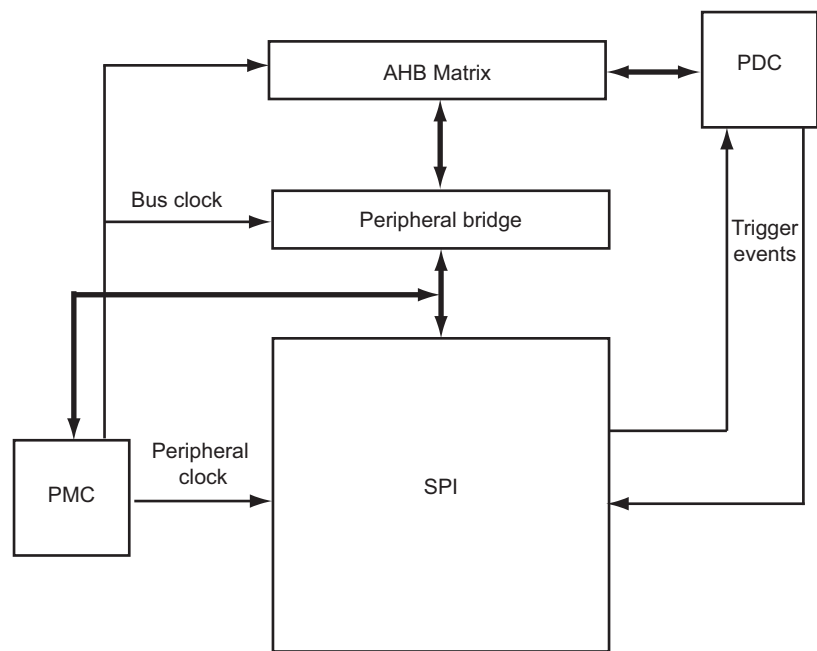 AHB Matrix
PDC
Bus clock
Peripheral bridge
Trigger
events
Peripheral
clock
PMC
SPI